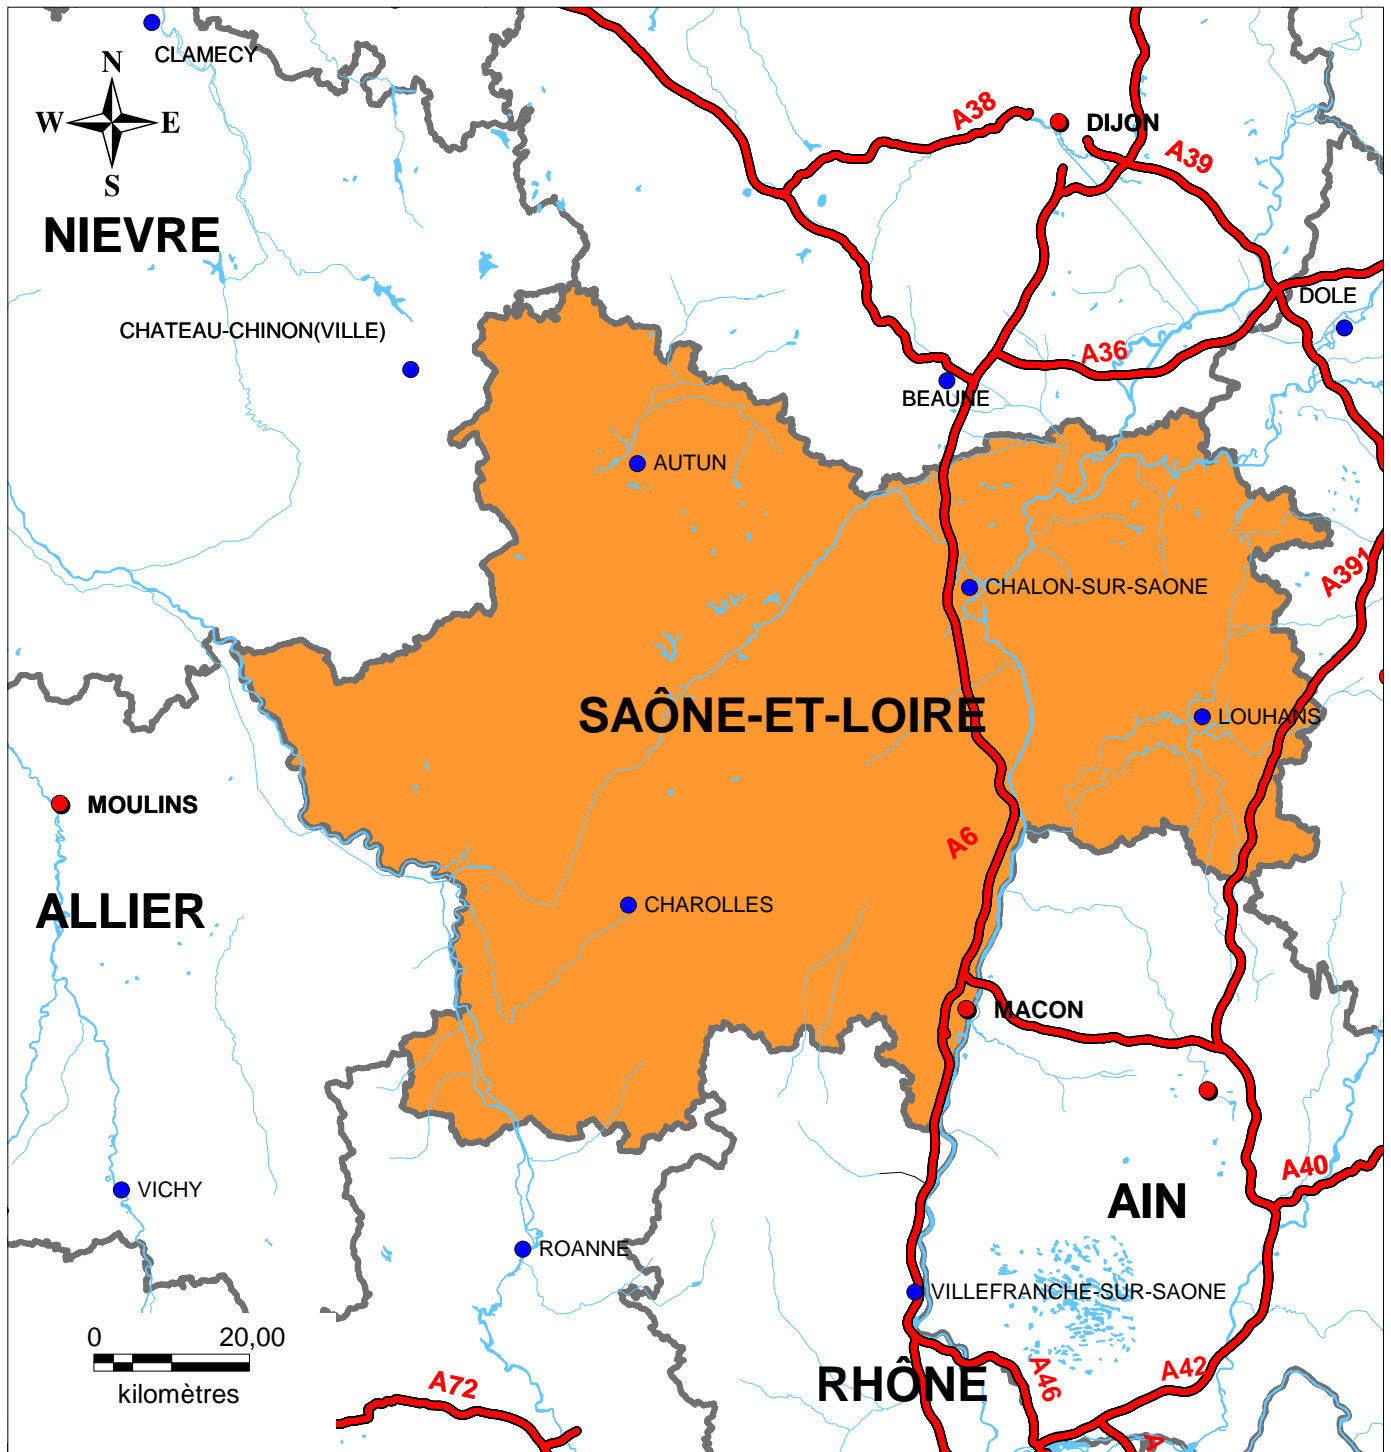 CLAMECY
N
W
E
S
A38
DIJON
A39
NIEVRE
DOLE
CHATEAU-CHINON(VILLE)
A36
BEAUNE
AUTUN
A391
CHALON-SUR-SAONE
SAÔNE-ET-LOIRE
LOUHANS
MOULINS
A6
ALLIER
CHAROLLES
MACON
A40
VICHY
AIN
ROANNE
VILLEFRANCHE-SUR-SAONE
0 20,00
kilomètres
A72
RHÔNE
A46
A42